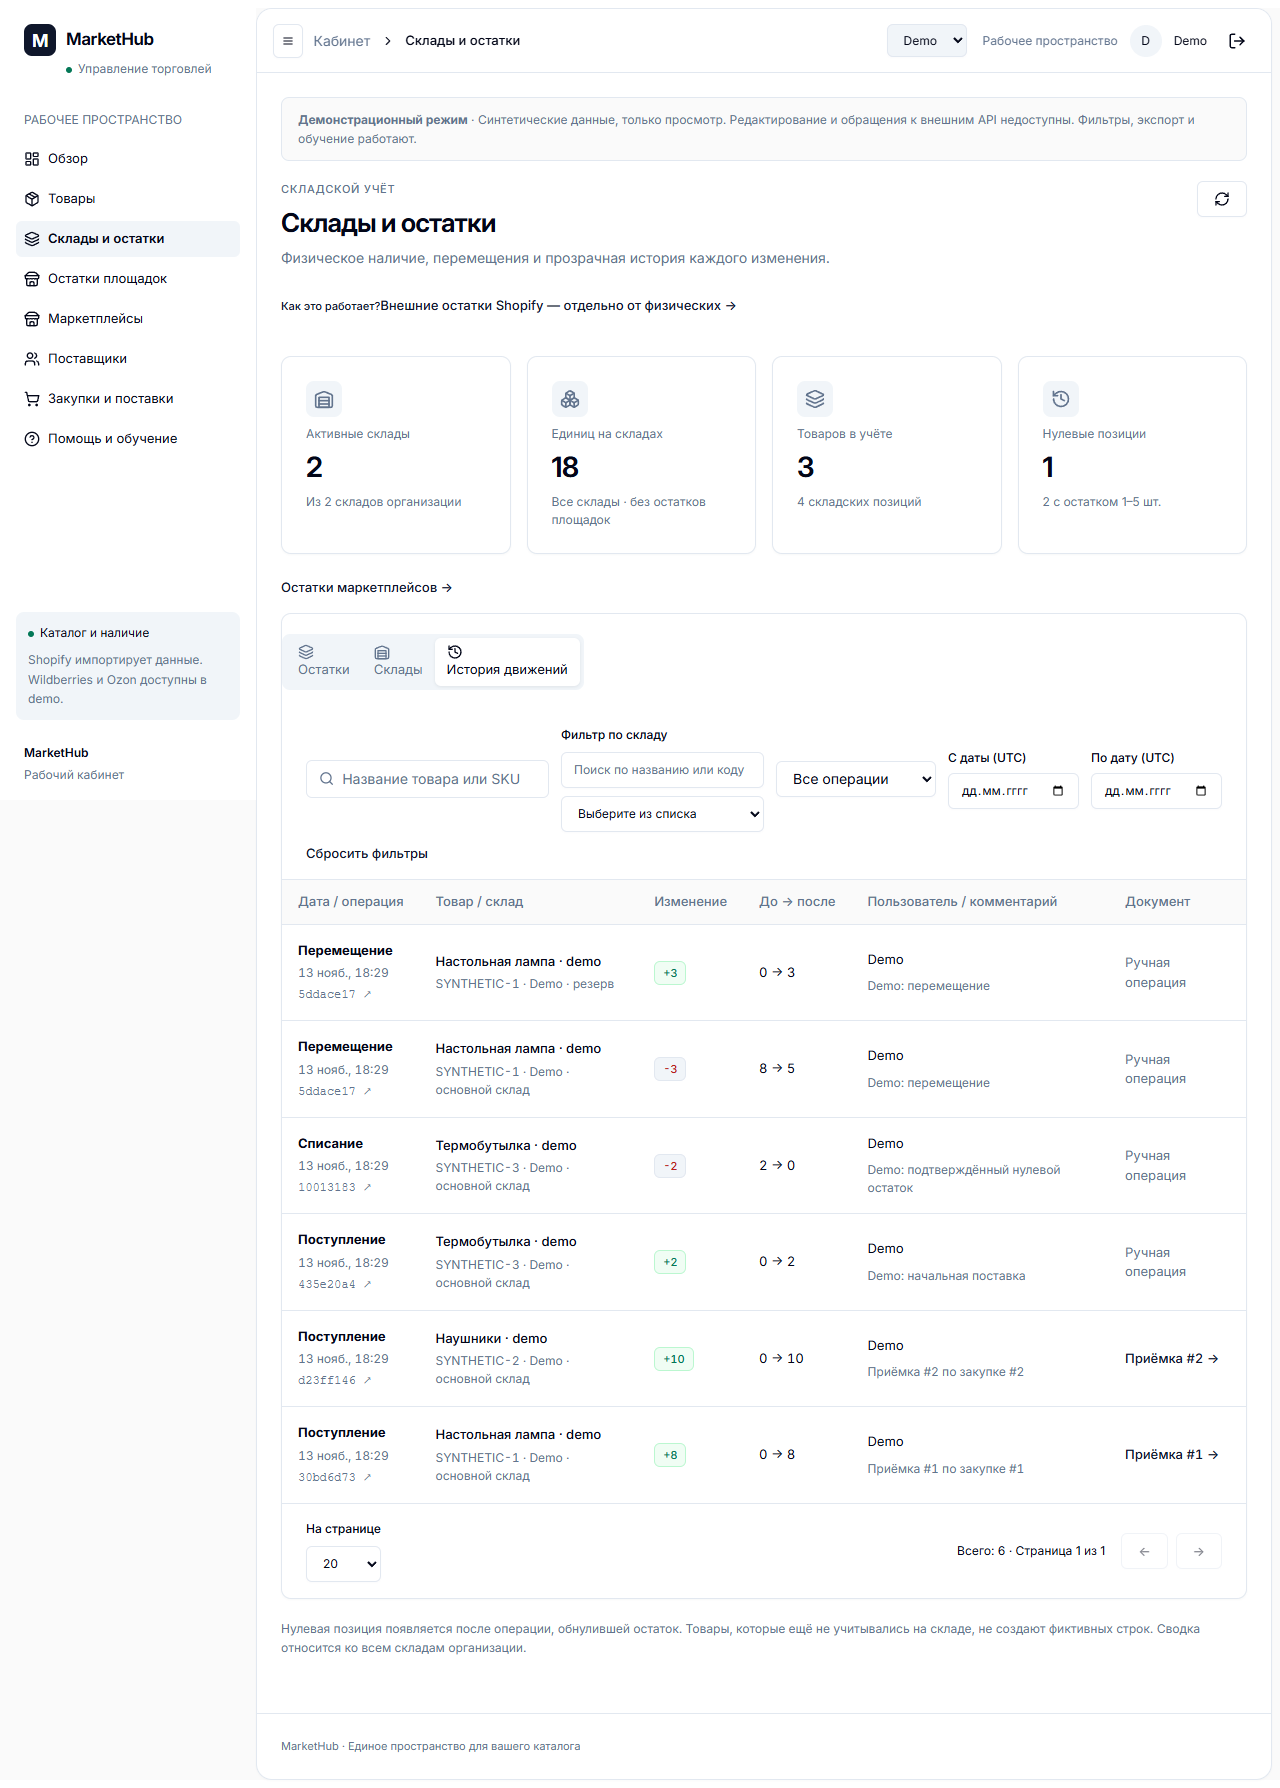 M MarketHub
Управление торговлей
РАБОЧЕЕ ПРОСТРАНСТВО
Обзор
Товары
Склады и остатки
Остатки площадок
Маркетплейсы
Поставщики
Закупки и поставки
Помощь и обучение
Каталог и наличие
Shopify импортирует данные.
Wildberries и Ozon доступны в
demo.
MarketHub
Рабочий кабинет
Кабинет > Склады и остатки
Demo Рабочее пространство D Demo
Демонстрационный режим · Синтетические данные, только просмотр. Редактирование и обращения к внешним API недоступны. Фильтры, экспорт и
обучение работают.
СКЛАДСКОЙ УЧЁТ
Склады и остатки
Физическое наличие, перемещения и прозрачная история каждого изменения.
Как это работает?Внешние остатки Shopify — отдельно от физических →
Активные склады
2
Из 2 складов организации
Единиц на складах
18
Все склады · без остатков
площадок
Товаров в учёте
3
4 складских позиций
Нулевые позиции
1
2 с остатком 1–5 шт.
Остатки маркетплейсов →
Остатки Склады История движений
Название товара или SKU
Фильтр по складу
Поиск по названию или коду
Выберите из списка
Все операции
С даты (UTC)
дд.мм.гггг
По дату (UTC)
дд.мм.гггг
Сбросить фильтры
Дата / операция Товар / склад Изменение До → после Пользователь / комментарий Документ
Перемещение
13 нояб., 18:29
5ddace17 ↗
Настольная лампа · demo
SYNTHETIC-1 · Demo · резерв
+3
0 → 3
Demo
Demo: перемещение
Ручная
операция
Перемещение
13 нояб., 18:29
5ddace17 ↗
Настольная лампа · demo
SYNTHETIC-1 · Demo ·
основной склад
-3
8 → 5
Demo
Demo: перемещение
Ручная
операция
Списание
13 нояб., 18:29
10013183 ↗
Термобутылка · demo
SYNTHETIC-3 · Demo ·
основной склад
-2
2 → 0
Demo
Demo: подтверждённый нулевой
остаток
Ручная
операция
Поступление
13 нояб., 18:29
435e20a4 ↗
Термобутылка · demo
SYNTHETIC-3 · Demo ·
основной склад
+2
0 → 2
Demo
Demo: начальная поставка
Ручная
операция
Поступление
13 нояб., 18:29
d23ff146 ↗
Наушники · demo
SYNTHETIC-2 · Demo ·
основной склад
+10
0 → 10
Demo
Приёмка #2 по закупке #2
Приёмка #2 →
Поступление
13 нояб., 18:29
30bd6d73 ↗
Настольная лампа · demo
SYNTHETIC-1 · Demo ·
основной склад
+8
0 → 8
Demo
Приёмка #1 по закупке #1
Приёмка #1 →
На странице
20
Всего: 6 · Страница 1 из 1 ← →
Нулевая позиция появляется после операции, обнулившей остаток. Товары, которые ещё не учитывались на складе, не создают фиктивных строк. Сводка
относится ко всем складам организации.
MarketHub · Единое пространство для вашего каталога